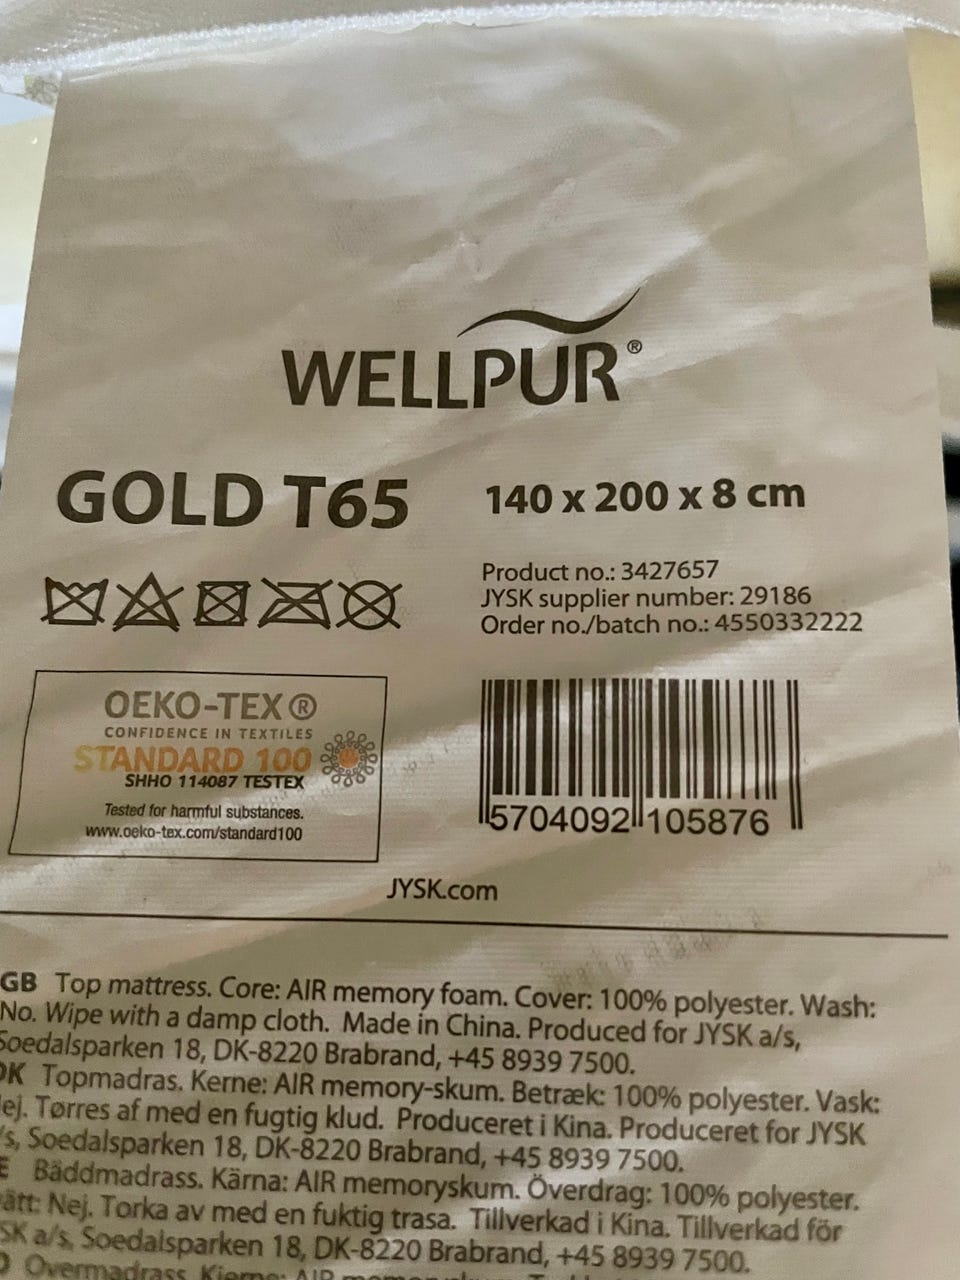 WELLPUR®
GOLD T65
140 x 200 x 8 cm
Product no.: 3427657
JYSK supplier number: 29186
Order no./batch no.: 4550332222
OEKO-TEX®
CONFIDENCE IN TEXTILES
STANDARD 100
SHHO 114087 TESTEX
Tested for harmful substances.
www.oeko-tex.com/standard100
5704092 105876
JYSK.com
GB Top mattress. Core: AIR memory foam. Cover: 100% polyester. Wash:
No. Wipe with a damp cloth. Made in China. Produced for JYSK a/s,
Soedalsparken 18, DK-8220 Brabrand, +45 8939 7500.
DK Topmadras. Kerne: AIR memory-skum. Betræk: 100% polyester. Vask:
ej. Tørres af med en fugtig klud. Produceret i Kina. Produceret for JYSK
/s, Soedalsparken 18, DK-8220 Brabrand, +45 8939 7500.
E Bäddmadrass. Kärna: AIR memoryskum. Överdrag: 100% polyester.
ätt: Nej. Torka av med en fuktig trasa. Tillverkad i Kina. Tillverkad för
SK a/s, Soedalsparken 18, DK-8220 Brabrand, +45 8939 7500.
Overmadrass. Kjerne: AIR